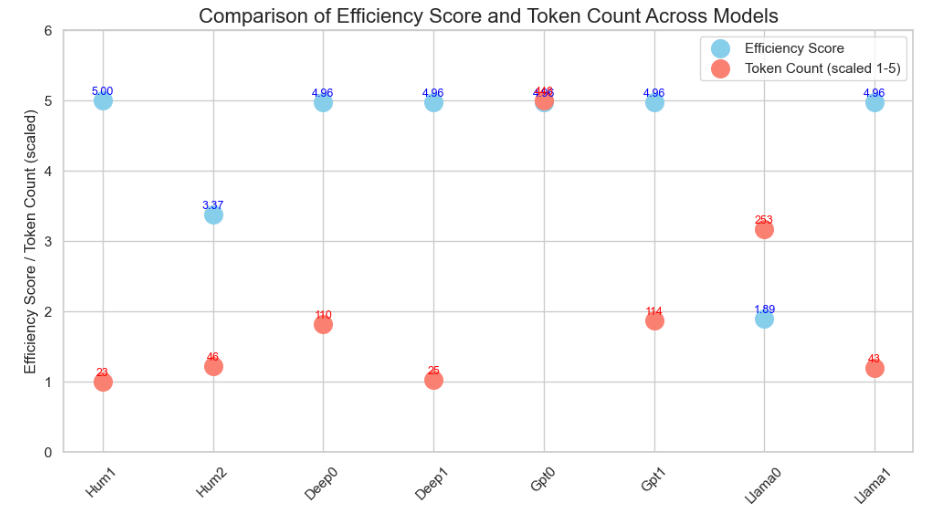 Comparison of Efficiency Score and Token Count Across Models
Efficiency Score / Token Count (scaled)
6
5
4
3
2
1
0
Efficiency Score
Token Count (scaled 1-5)
5.00
4.96
4.96
4.96
4.96
4.96
3.37
253
1.89
110
114
23
46
25
43
Hum1
Hum2
Deep0
Deep1
Gpt0
Gpt1
Llama0
Llama1